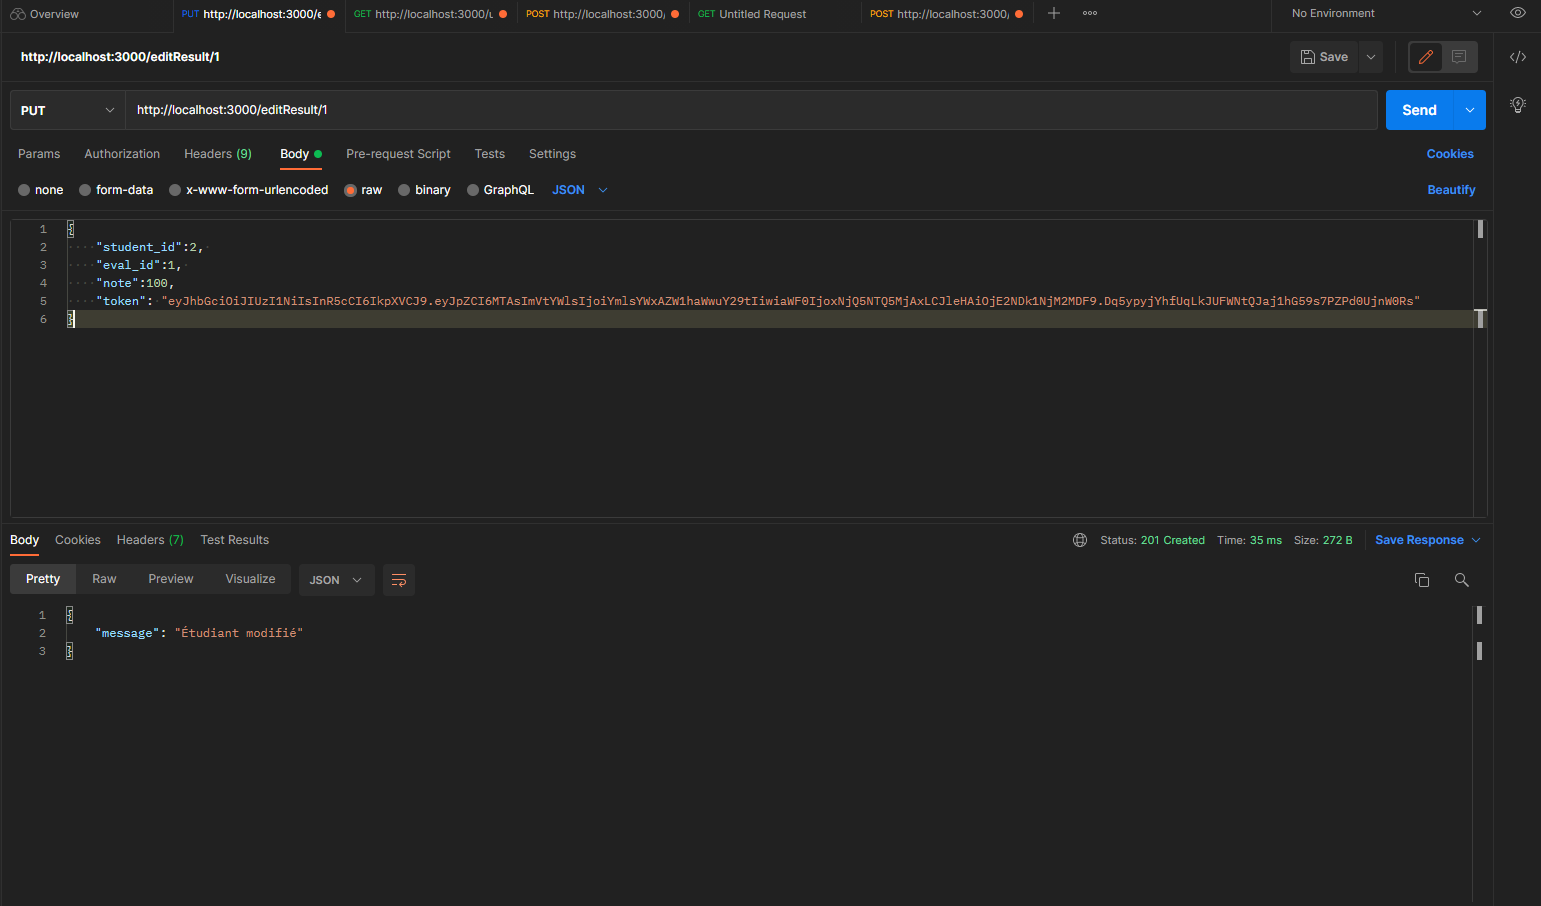 Overview
PUT http://localhost:3000/e
GET http://localhost:3000/u
POST http://localhost:3000/
GET Untitled Request
POST http://localhost:3000/
No Environment
http://localhost:3000/editResult/1
Save
PUT
http://localhost:3000/editResult/1
Send
Params Authorization Headers (9) Body Pre-request Script Tests Settings Cookies
none form-data x-www-form-urlencoded raw binary GraphQL JSON Beautify
1 {
2 "student_id":2,
3 "eval_id":1,
4 "note":100,
5 "token": "eyJhbGciOiJIUzI1NiIsInR5cCI6IkpXVCJ9.eyJpZCI6MTAsImVtYWlsIjoiYmlsYWxAZW1haWwuY29tIiwiaWF0IjoxNjQ5NTQ5MjAxLCJleHAiOjE2NDk1NjM2MDF9.Dq5ypyjYhfUqLkJUFWNtQJaj1hG59s7PZPd0UjnW0Rs"
6 }
Body Cookies Headers (7) Test Results
Status: 201 Created Time: 35 ms Size: 272 B Save Response
Pretty Raw Preview Visualize JSON
1 {
2 "message": "Étudiant modifié"
3 }